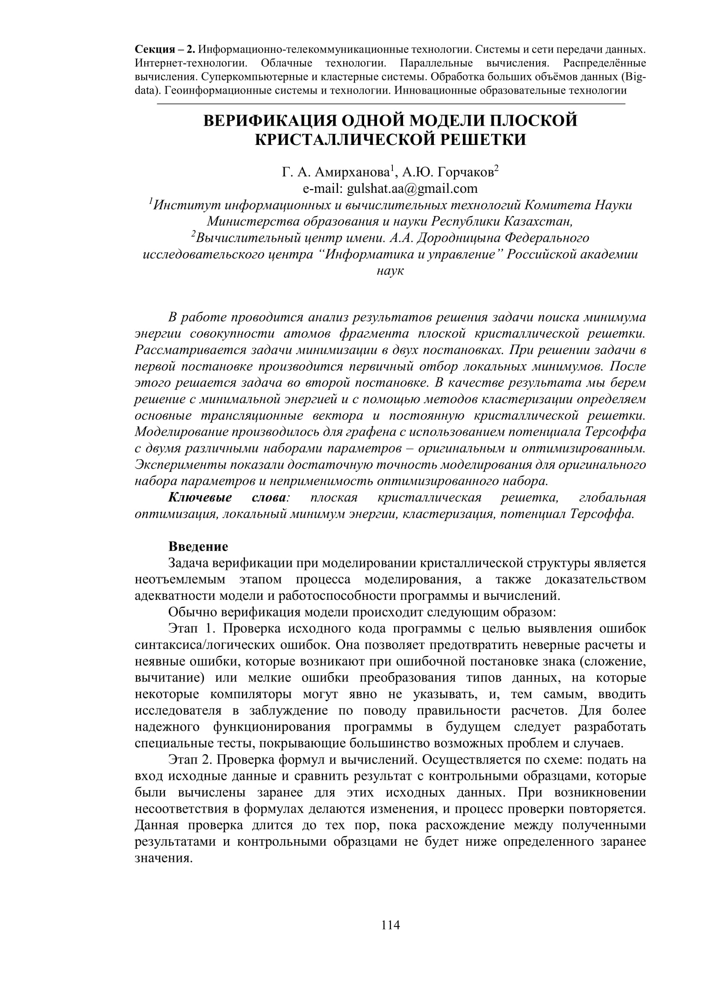 Секция – 2. Информационно-телекоммуникационные технологии. Системы и сети передачи данных.
Интернет-технологии. Облачные технологии. Параллельные вычисления. Распределённые
вычисления. Суперкомпьютерные и кластерные системы. Обработка больших объёмов данных (Big-
data). Геоинформационные системы и технологии. Инновационные образовательные технологии
ВЕРИФИКАЦИЯ ОДНОЙ МОДЕЛИ ПЛОСКОЙ
КРИСТАЛЛИЧЕСКОЙ РЕШЕТКИ
Г. А. Амирханова¹, А.Ю. Горчаков²
e-mail: gulshat.aa@gmail.com
¹Институт информационных и вычислительных технологий Комитета Науки
Министерства образования и науки Республики Казахстан,
²Вычислительный центр имени. А.А. Дородницына Федерального
исследовательского центра “Информатика и управление” Российской академии
наук
В работе проводится анализ результатов решения задачи поиска минимума
энергии совокупности атомов фрагмента плоской кристаллической решетки.
Рассматривается задачи минимизации в двух постановках. При решении задачи в
первой постановке производится первичный отбор локальных минимумов. После
этого решается задача во второй постановке. В качестве результата мы берем
решение с минимальной энергией и с помощью методов кластеризации определяем
основные трансляционные вектора и постоянную кристаллической решетки.
Моделирование производилось для графена с использованием потенциала Терсоффа
с двумя различными наборами параметров – оригинальным и оптимизированным.
Эксперименты показали достаточную точность моделирования для оригинального
набора параметров и неприменимость оптимизированного набора.
Ключевые слова: плоская кристаллическая решетка, глобальная
оптимизация, локальный минимум энергии, кластеризация, потенциал Терсоффа.
Введение
Задача верификации при моделировании кристаллической структуры является
неотъемлемым этапом процесса моделирования, а также доказательством
адекватности модели и работоспособности программы и вычислений.
Обычно верификация модели происходит следующим образом:
Этап 1. Проверка исходного кода программы с целью выявления ошибок
синтаксиса/логических ошибок. Она позволяет предотвратить неверные расчеты и
неявные ошибки, которые возникают при ошибочной постановке знака (сложение,
вычитание) или мелкие ошибки преобразования типов данных, на которые
некоторые компиляторы могут явно не указывать, и, тем самым, вводить
исследователя в заблуждение по поводу правильности расчетов. Для более
надежного функционирования программы в будущем следует разработать
специальные тесты, покрывающие большинство возможных проблем и случаев.
Этап 2. Проверка формул и вычислений. Осуществляется по схеме: подать на
вход исходные данные и сравнить результат с контрольными образцами, которые
были вычислены заранее для этих исходных данных. При возникновении
несоответствия в формулах делаются изменения, и процесс проверки повторяется.
Данная проверка длится до тех пор, пока расхождение между полученными
результатами и контрольными образцами не будет ниже определенного заранее
значения.
114